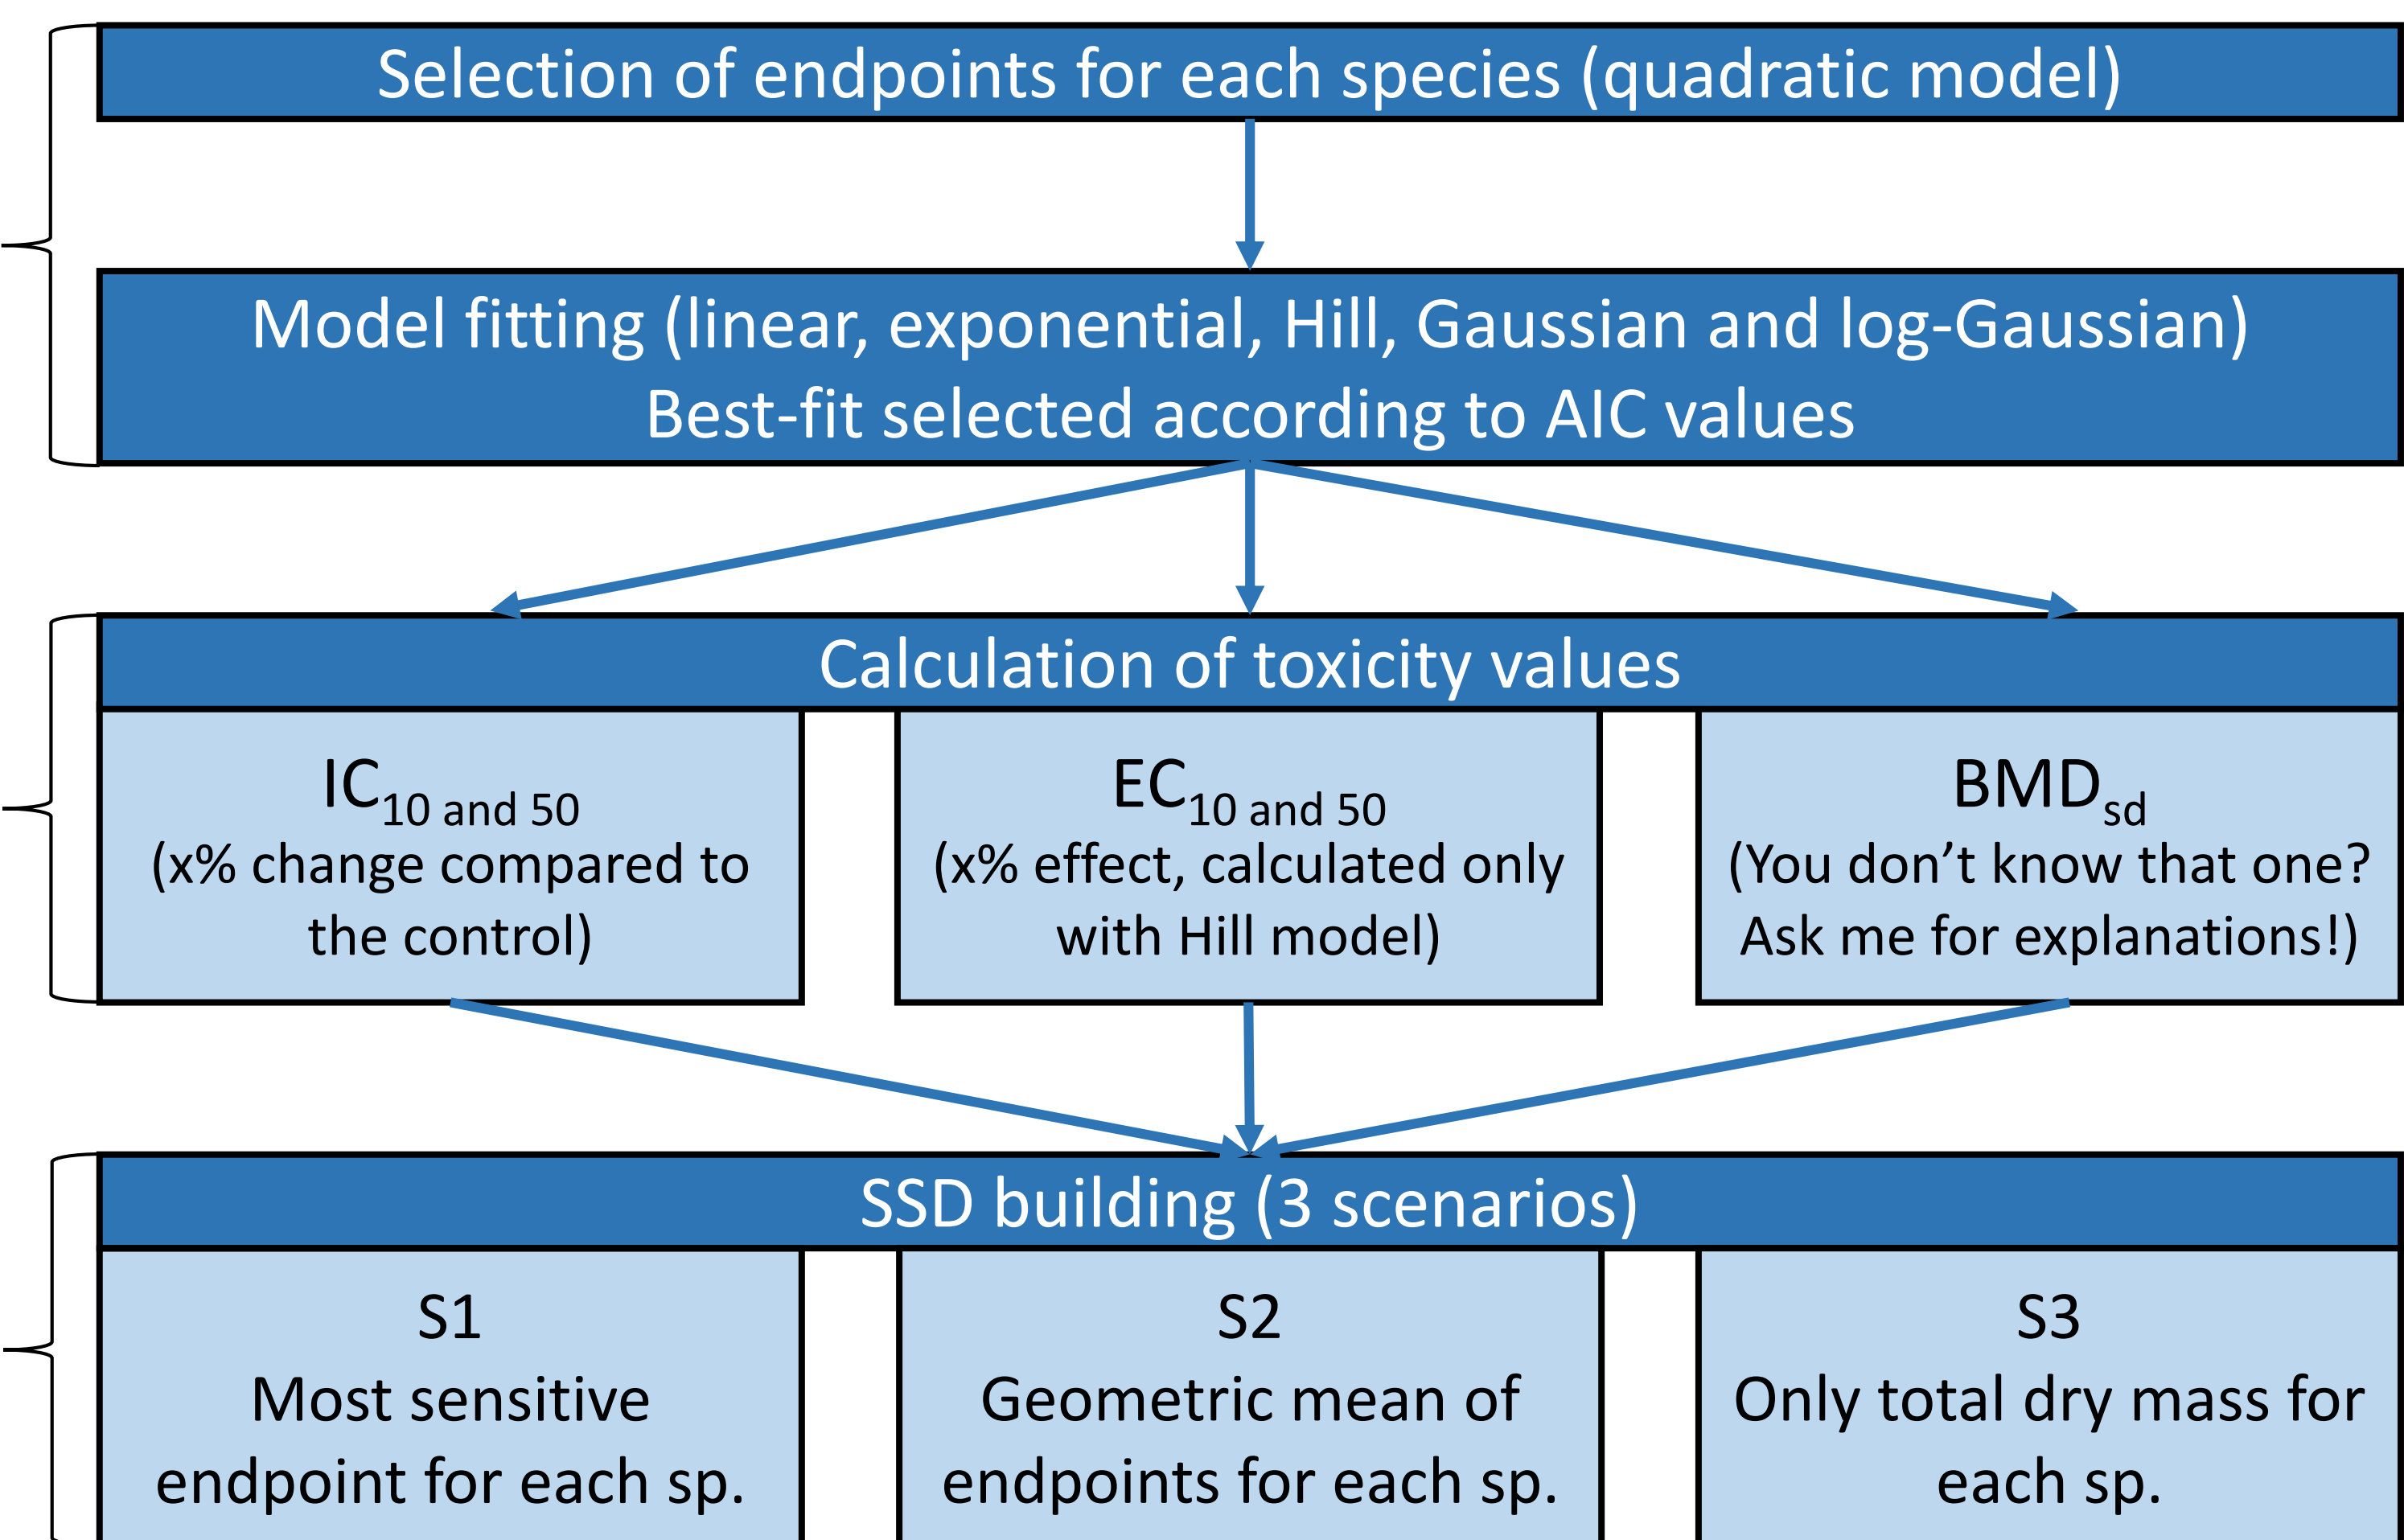 Selection of endpoints for each species (quadratic model)
Model fitting (linear, exponential, Hill, Gaussian and log-Gaussian)
Best-fit selected according to AIC values
Calculation of toxicity values
IC10 and 50
(x% change compared to
the control)
EC10 and 50
(x% effect, calculated only
with Hill model)
BMDsd
(You don’t know that one?
Ask me for explanations!)
SSD building (3 scenarios)
S1
Most sensitive
endpoint for each sp.
S2
Geometric mean of
endpoints for each sp.
S3
Only total dry mass for
each sp.